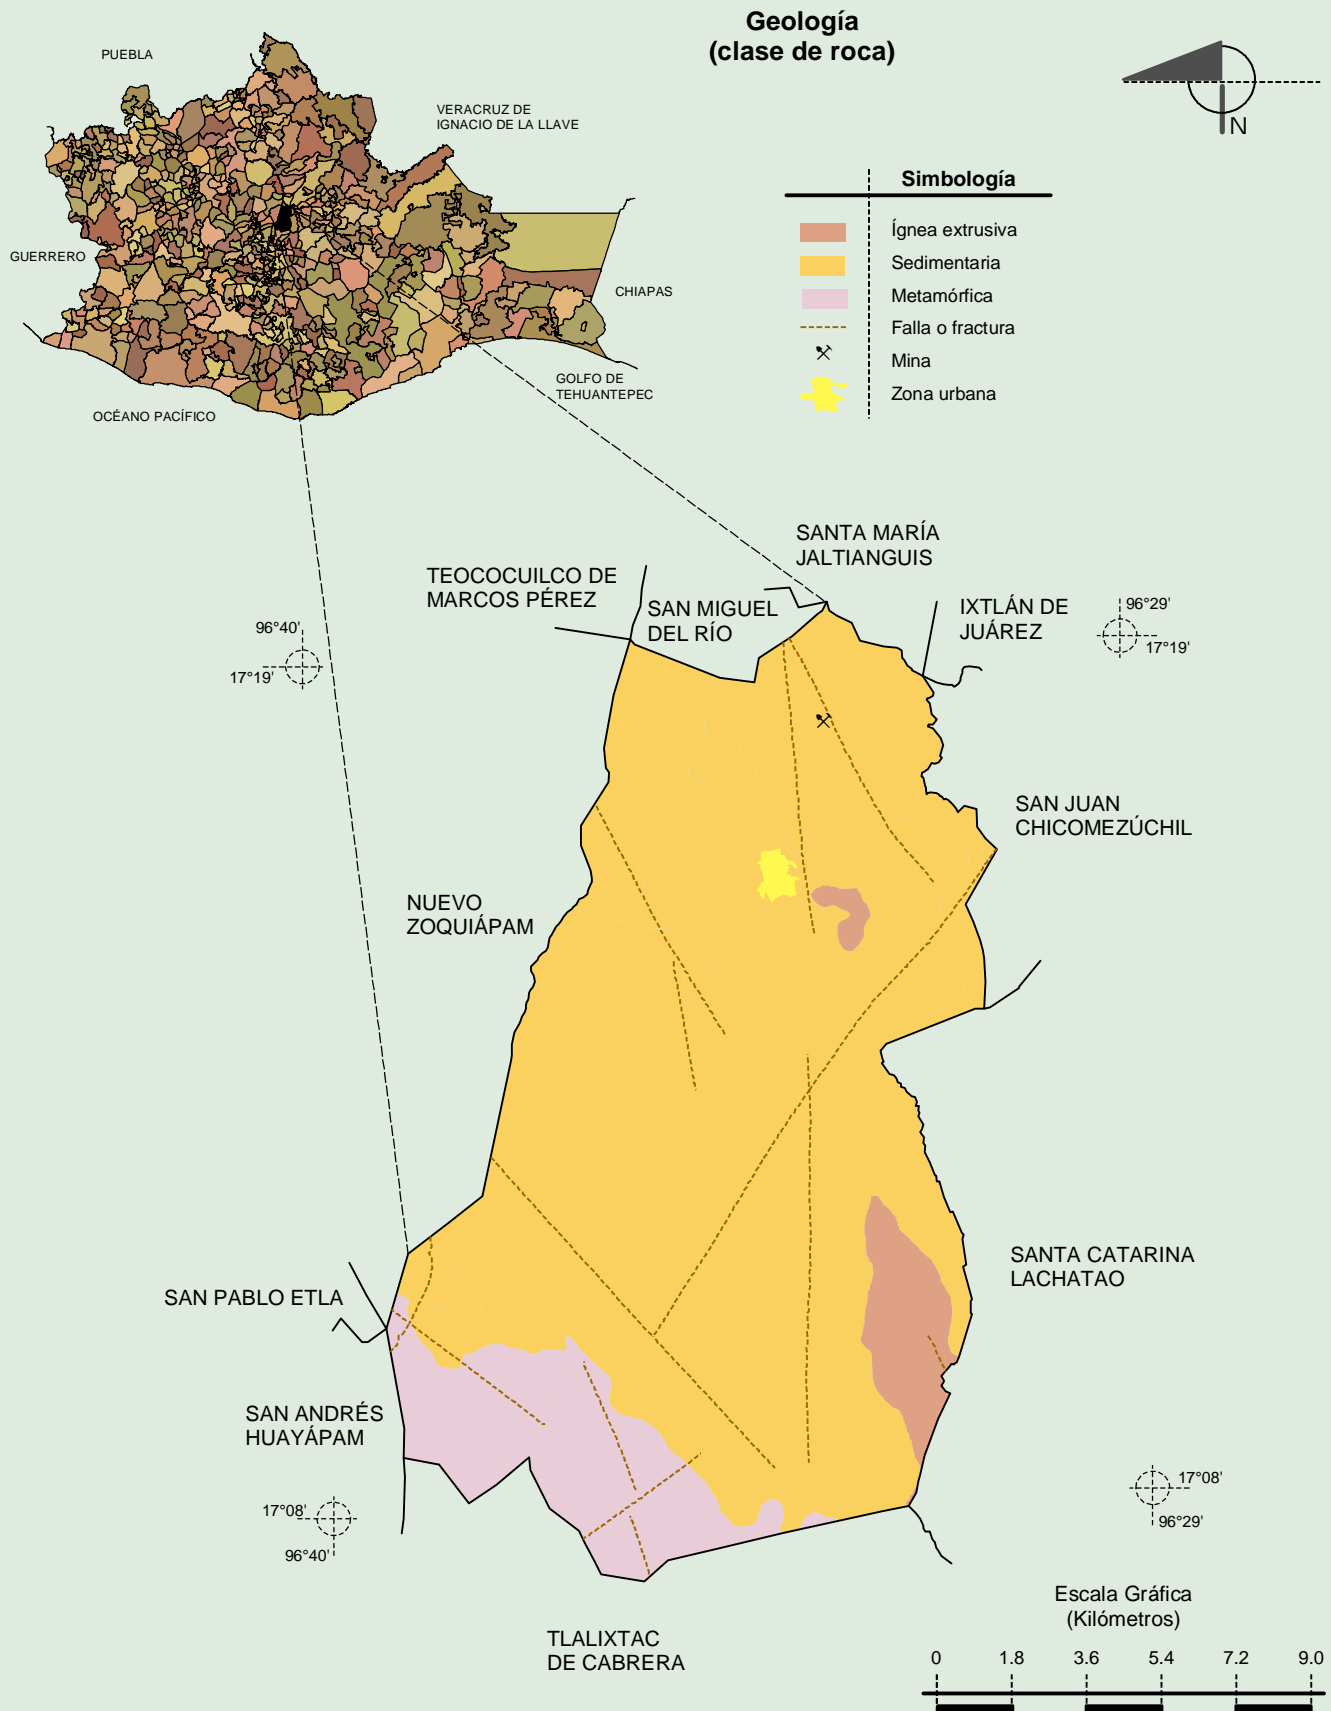 Geología
(clase de roca)
PUEBLA
VERACRUZ DE
IGNACIO DE LA LLAVE
GUERRERO
CHIAPAS
GOLFO DE
TEHUANTEPEC
OCÉANO PACÍFICO
N
Simbología
Ígnea extrusiva
Sedimentaria
Metamórfica
Falla o fractura
Mina
Zona urbana
SANTA MARÍA
JALTIANGUIS
TEOCOCUILCO DE
MARCOS PÉREZ
SAN MIGUEL
DEL RÍO
IXTLÁN DE
JUÁREZ
96°29'
17°19'
96°40'
17°19'
SAN JUAN
CHICOMEZÚCHIL
NUEVO
ZOQUIÁPAM
SANTA CATARINA
LACHATAO
SAN PABLO ETLA
SAN ANDRÉS
HUAYÁPAM
17°08'
96°40'
17°08'
96°29'
TLALIXTAC
DE CABRERA
Escala Gráfica
(Kilómetros)
0 1.8 3.6 5.4 7.2 9.0